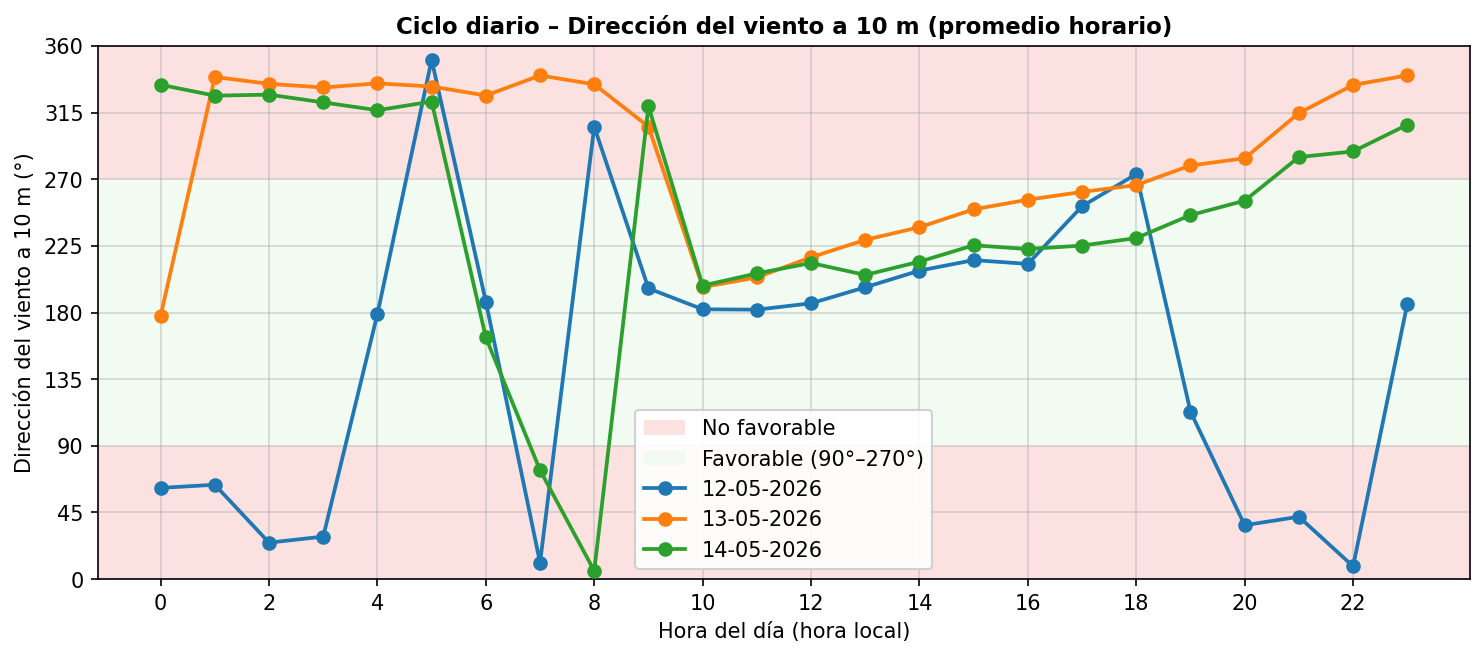 Ciclo diario – Dirección del viento a 10 m (promedio horario)
Dirección del viento a 10 m (°)
360
315
270
225
180
135
90
45
0
No favorable
Favorable (90°–270°)
12-05-2026
13-05-2026
14-05-2026
0 2 4 6 8 10 12 14 16 18 20 22
Hora del día (hora local)